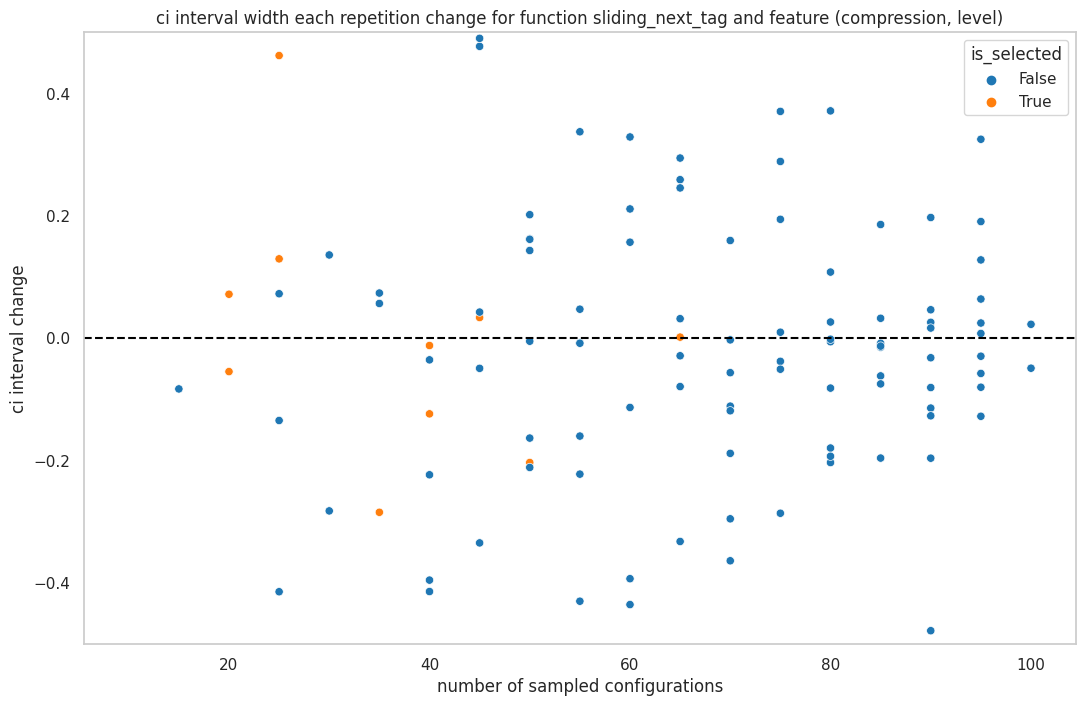 ci interval width each repetition change for function sliding_next_tag and feature (compression, level)
is_selected
False
True
ci interval change
0.4
0.2
0.0
−0.2
−0.4
20 40 60 80 100
number of sampled configurations